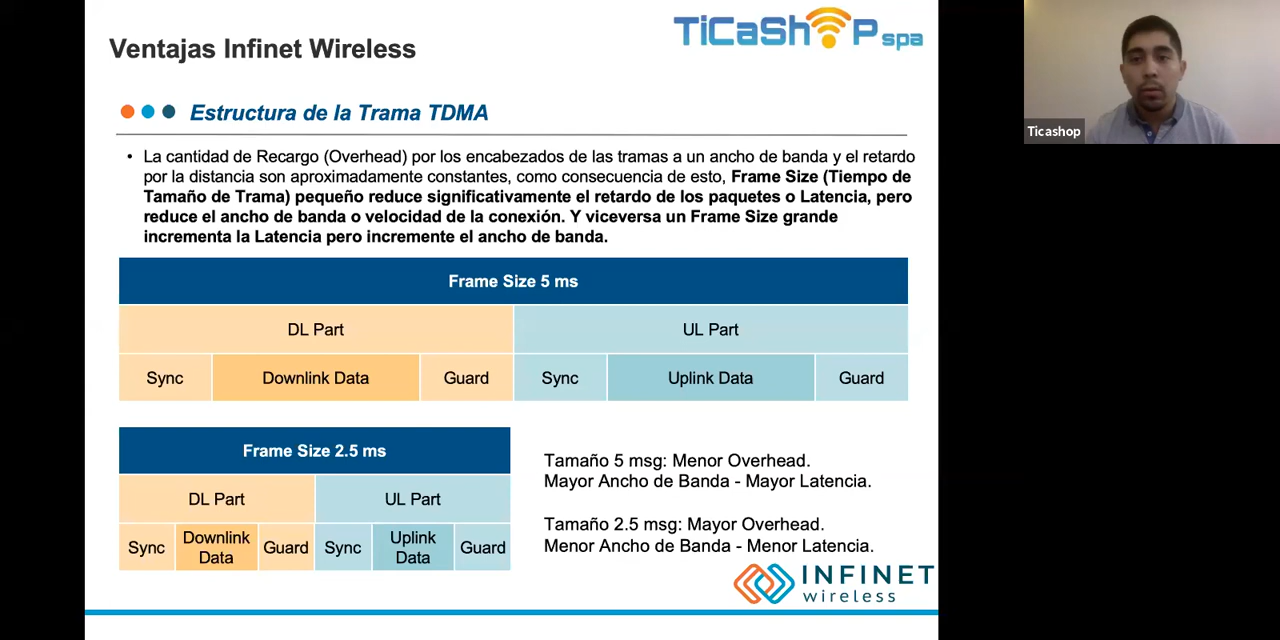 Ventajas Infinet Wireless
TiCaShOP spa
Ticashop
Estructura de la Trama TDMA
• La cantidad de Recargo (Overhead) por los encabezados de las tramas a un ancho de banda y el retardo
por la distancia son aproximadamente constantes, como consecuencia de esto, Frame Size (Tiempo de
Tamaño de Trama) pequeño reduce significativamente el retardo de los paquetes o Latencia, pero
reduce el ancho de banda o velocidad de la conexión. Y viceversa un Frame Size grande
incrementa la Latencia pero incremente el ancho de banda.
Frame Size 5 ms
DL Part UL Part
Sync Downlink Data Guard Sync Uplink Data Guard
Frame Size 2.5 ms
DL Part UL Part
Sync Downlink Data Guard Sync Uplink Data Guard
Tamaño 5 msg: Menor Overhead.
Mayor Ancho de Banda - Mayor Latencia.
Tamaño 2.5 msg: Mayor Overhead.
Menor Ancho de Banda - Menor Latencia.
INFINET
wireless